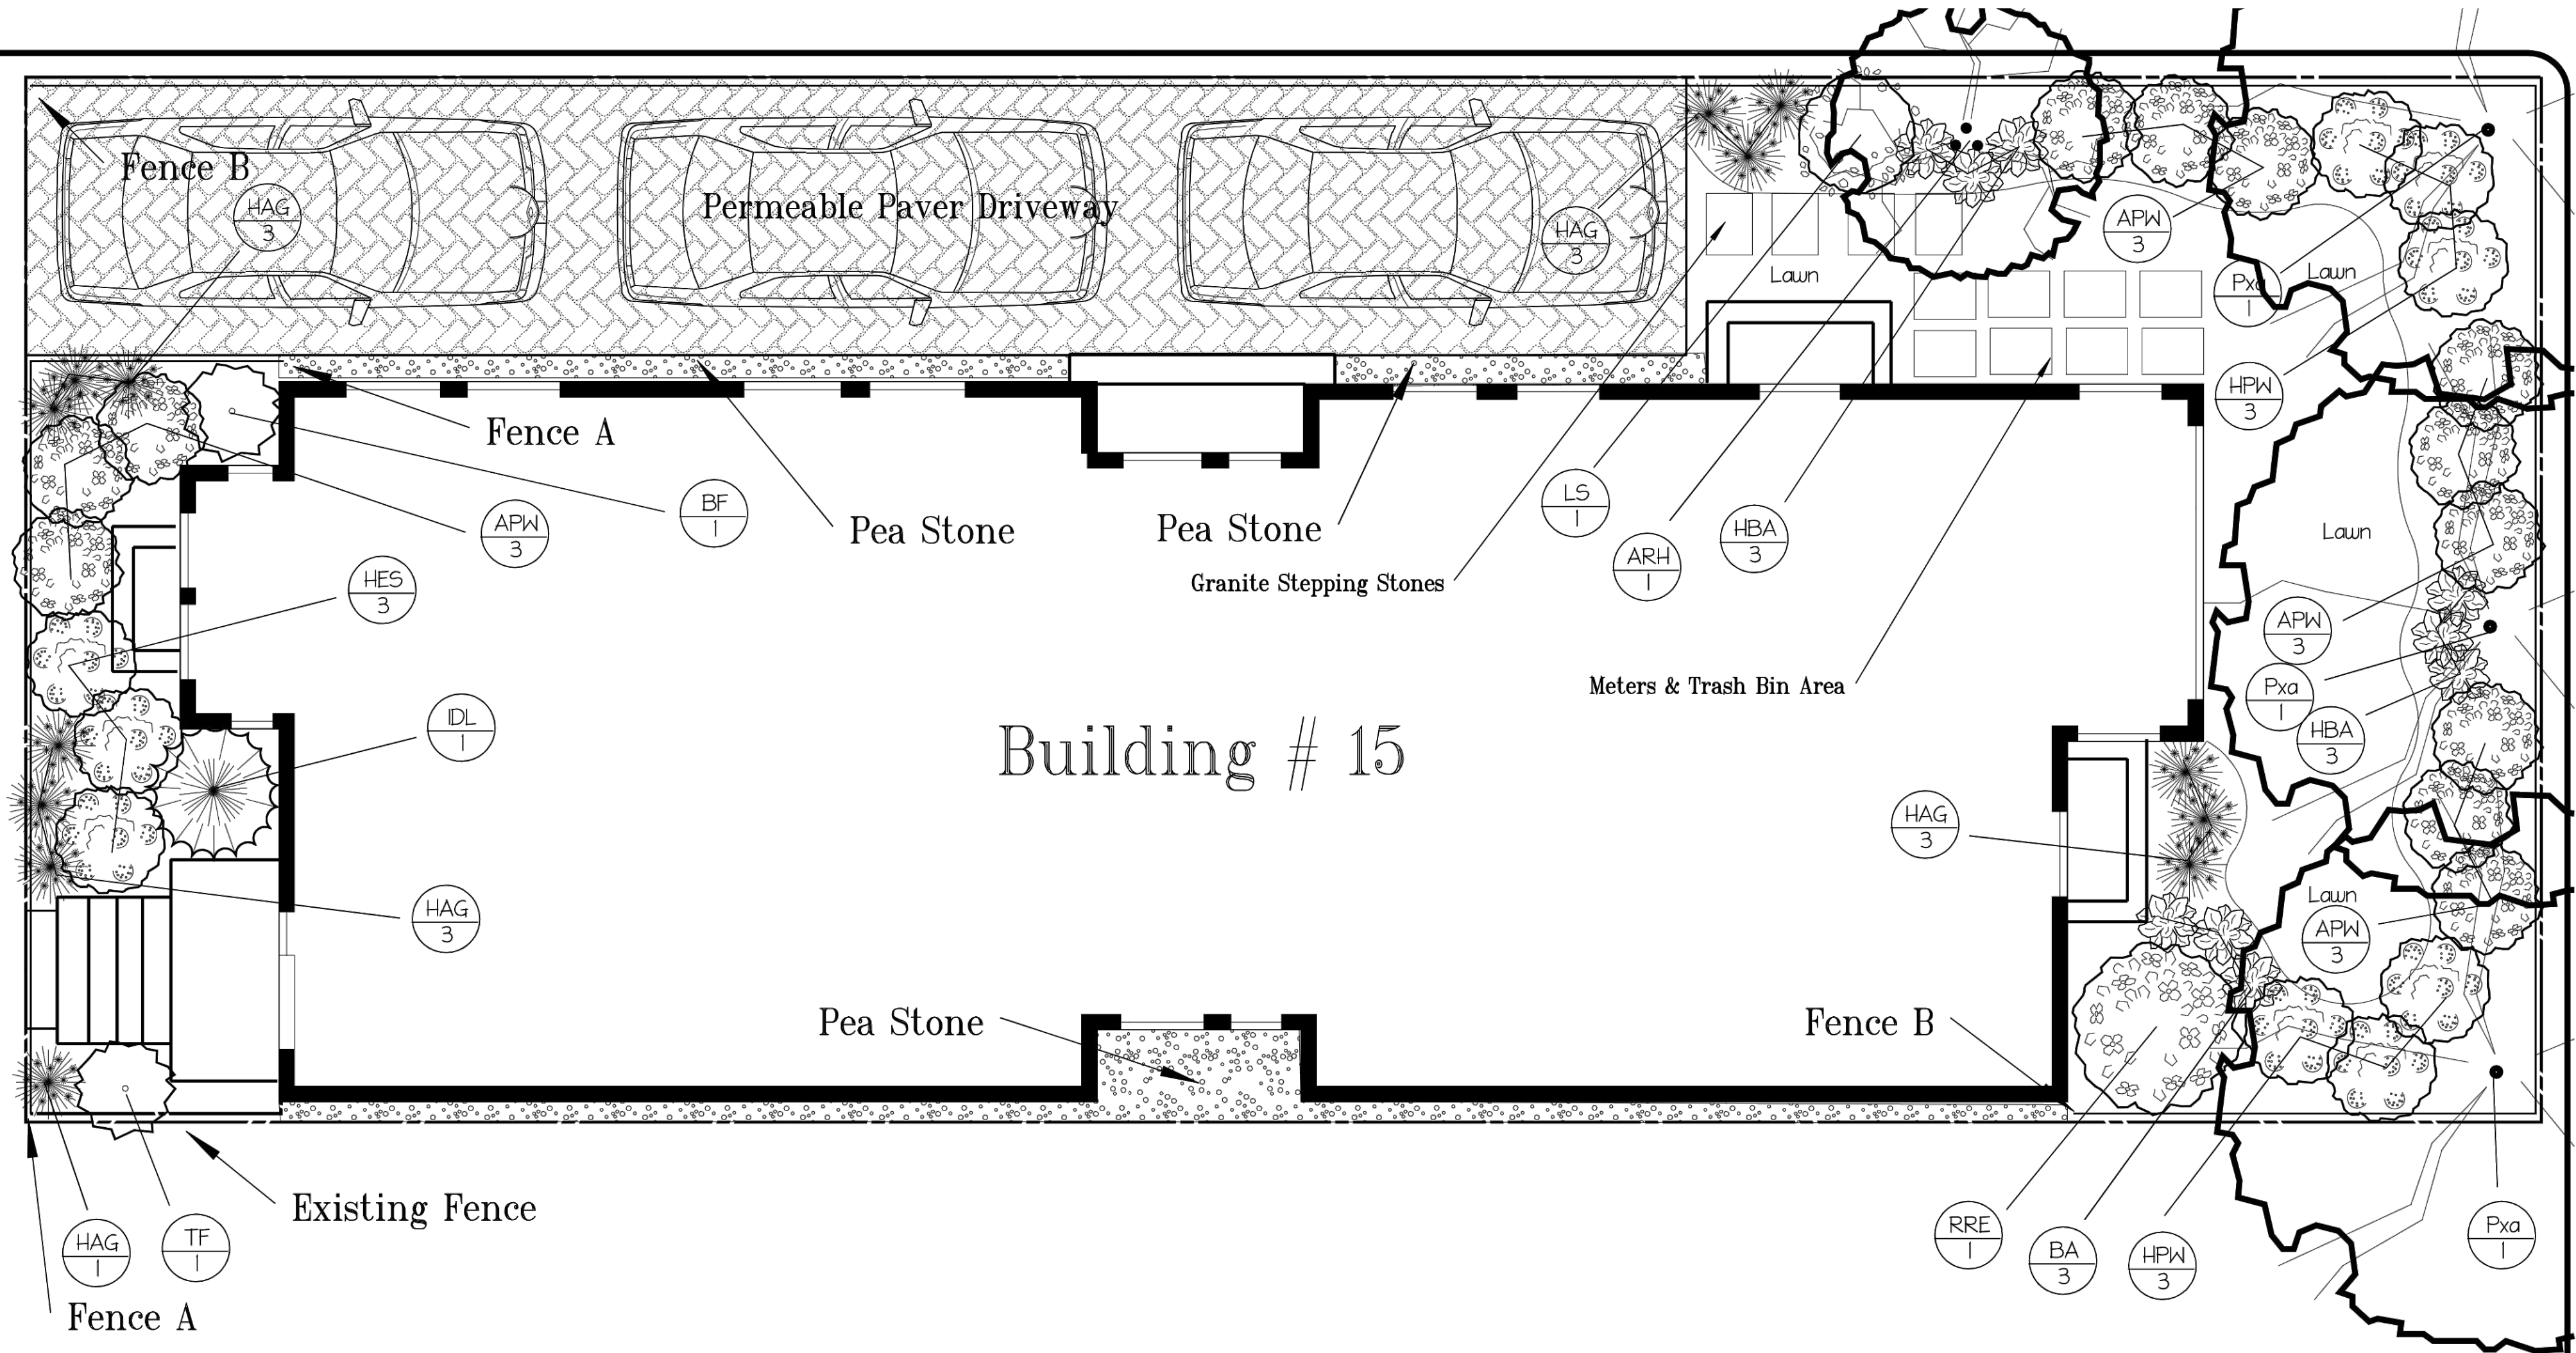 Fence B
HAG
3
Permeable Paver Driveway
HAG
3
APW
3
Lawn
Lawn
Pxa
1
HPW
3
Fence A
BF
1
APW
3
Pea Stone
Pea Stone
LS
1
HBA
3
ARH
1
Lawn
HES
3
Granite Stepping Stones
APW
3
Pxa
1
Meters & Trash Bin Area
HBA
3
IDL
1
Building # 15
HAG
3
HAG
3
Lawn
APW
3
Pea Stone
Fence B
Existing Fence
HAG
1
TF
1
RRE
1
BA
3
HPW
3
Pxa
1
Fence A